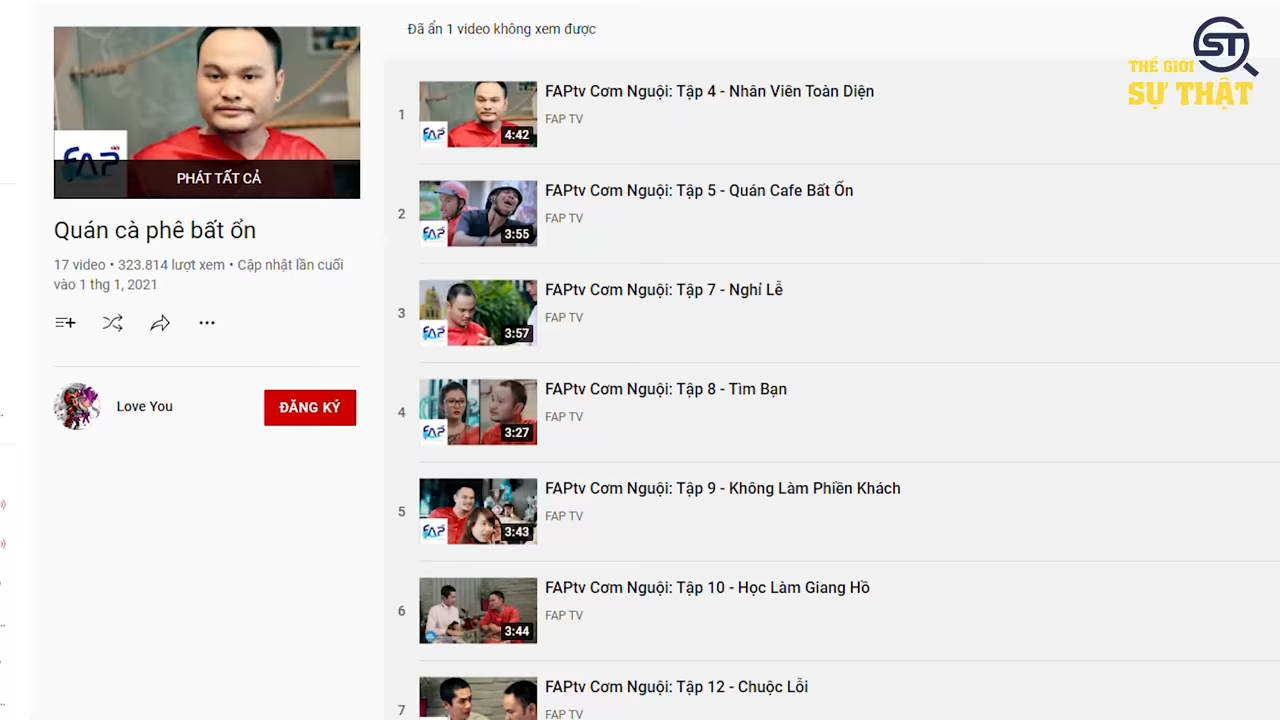 Đã ẩn 1 video không xem được
ST
THẾ GIỚI
SỰ THẬT
FAP
PHÁT TẤT CẢ
Quán cà phê bất ổn
17 video • 323.814 lượt xem • Cập nhật lần cuối
vào 1 thg 1, 2021
Love You
ĐĂNG KÝ
1
FAP
4:42
FAPtv Cơm Nguội: Tập 4 - Nhân Viên Toàn Diện
FAP TV
2
FAP
3:55
FAPtv Cơm Nguội: Tập 5 - Quán Cafe Bất Ổn
FAP TV
3
FAP
3:57
FAPtv Cơm Nguội: Tập 7 - Nghỉ Lễ
FAP TV
4
FAP
3:27
FAPtv Cơm Nguội: Tập 8 - Tìm Bạn
FAP TV
5
FAP
3:43
FAPtv Cơm Nguội: Tập 9 - Không Làm Phiền Khách
FAP TV
6
3:44
FAPtv Cơm Nguội: Tập 10 - Học Làm Giang Hồ
FAP TV
7
FAPtv Cơm Nguội: Tập 12 - Chuộc Lỗi
FAP TV